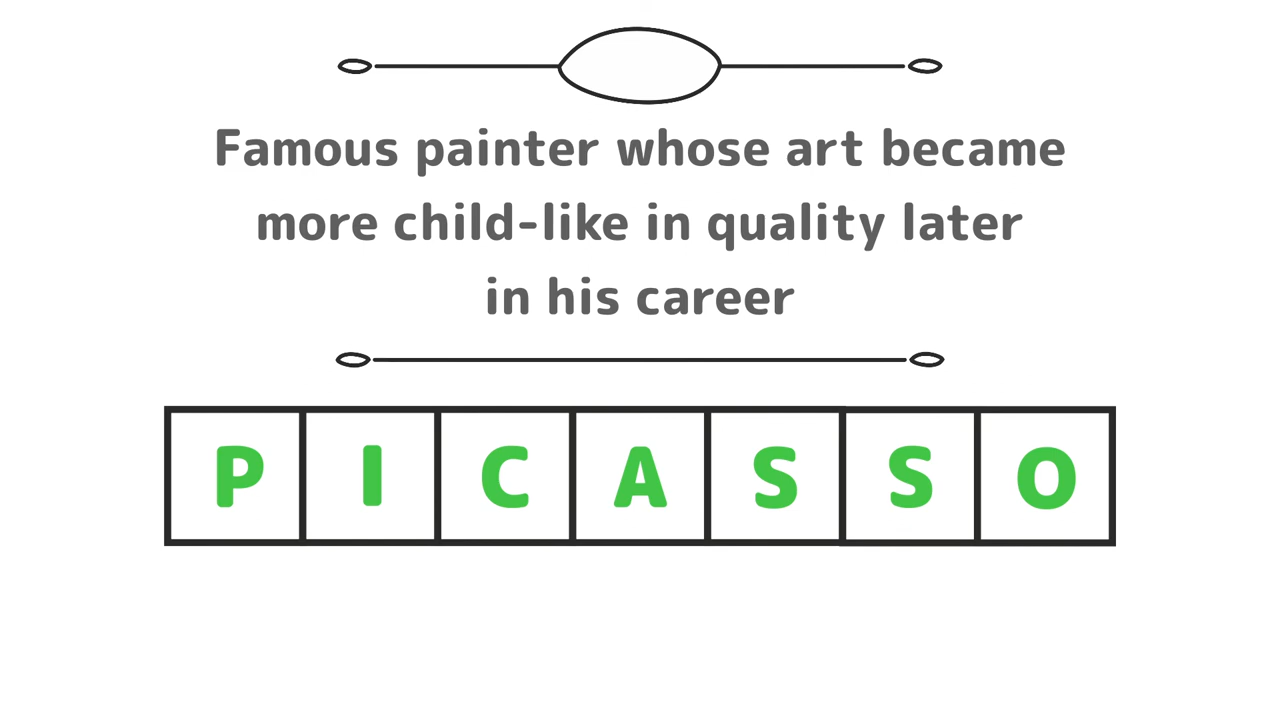 Famous painter whose art became
more child-like in quality later
in his career
PICASSO